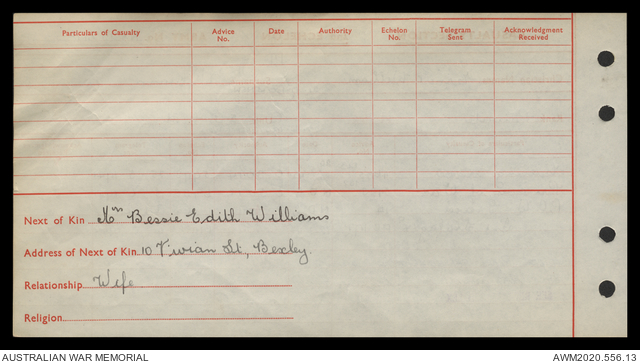 Particulars of Casualty Advice No. Date Authority Echelon No. Telegram Sent Acknowledgment Received
Next of Kin Mrs Bessie Edith Williams
Address of Next of Kin 10 Vivian St, Bexley.
Relationship Wife
Religion
AUSTRALIAN WAR MEMORIAL AWM2020.556.13